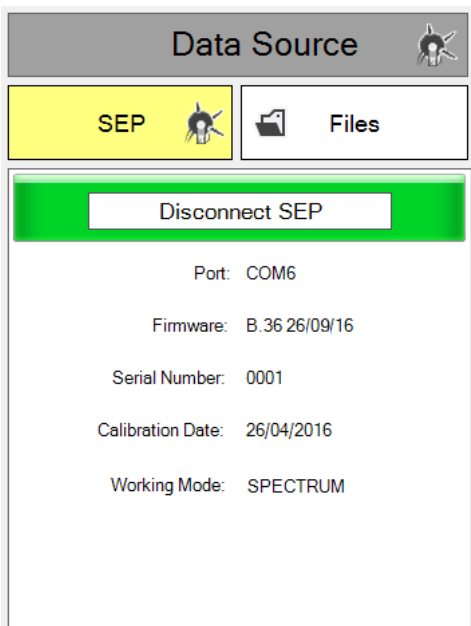 Data Source
SEP Files
Disconnect SEP
Port: COM6
Firmware: B.36 26/09/16
Serial Number: 0001
Calibration Date: 26/04/2016
Working Mode: SPECTRUM